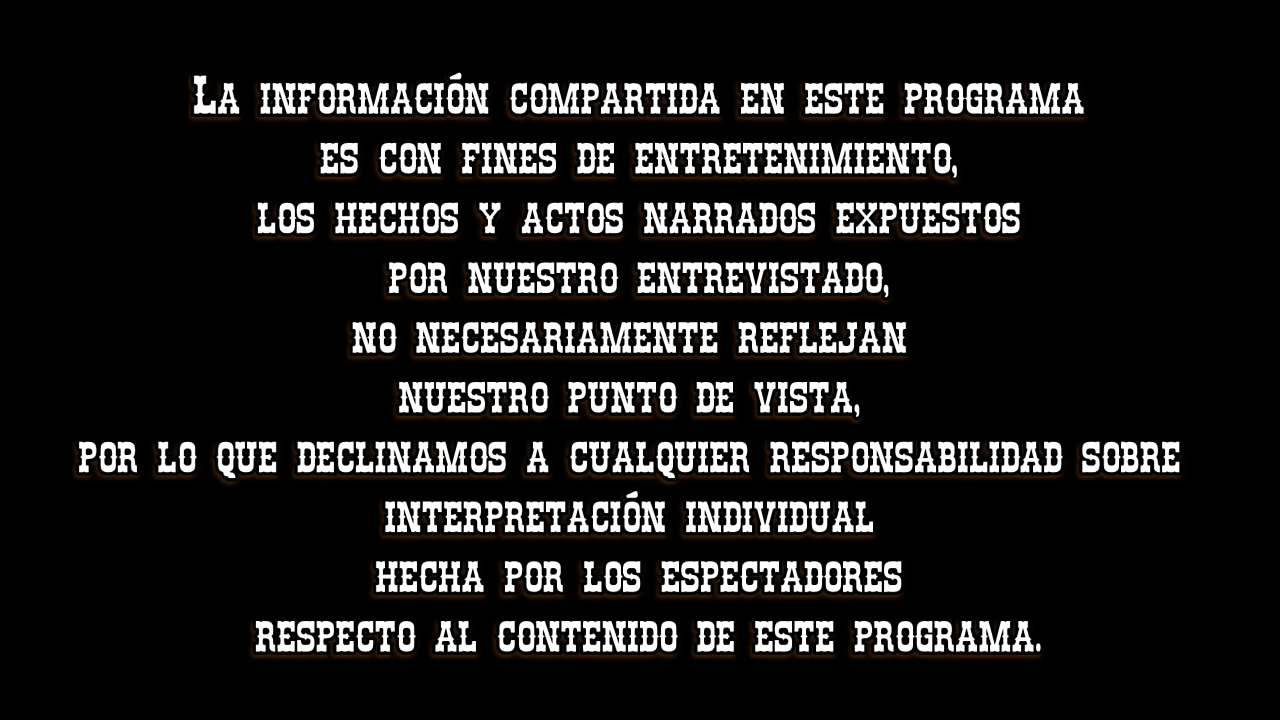 La información compartida en este programa
es con fines de entretenimiento,
los hechos y actos narrados expuestos
por nuestro entrevistado,
no necesariamente reflejan
nuestro punto de vista,
por lo que declinamos a cualquier responsabilidad sobre
interpretación individual
hecha por los espectadores
respecto al contenido de este programa.